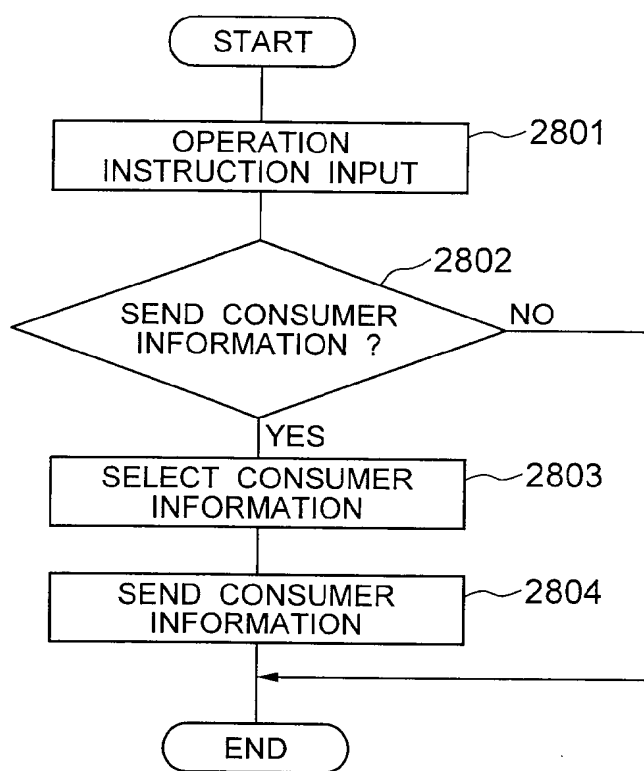 START
OPERATION
INSTRUCTION INPUT
2801
2802
SEND CONSUMER
INFORMATION ?
NO
YES
SELECT CONSUMER
INFORMATION
2803
SEND CONSUMER
INFORMATION
2804
END